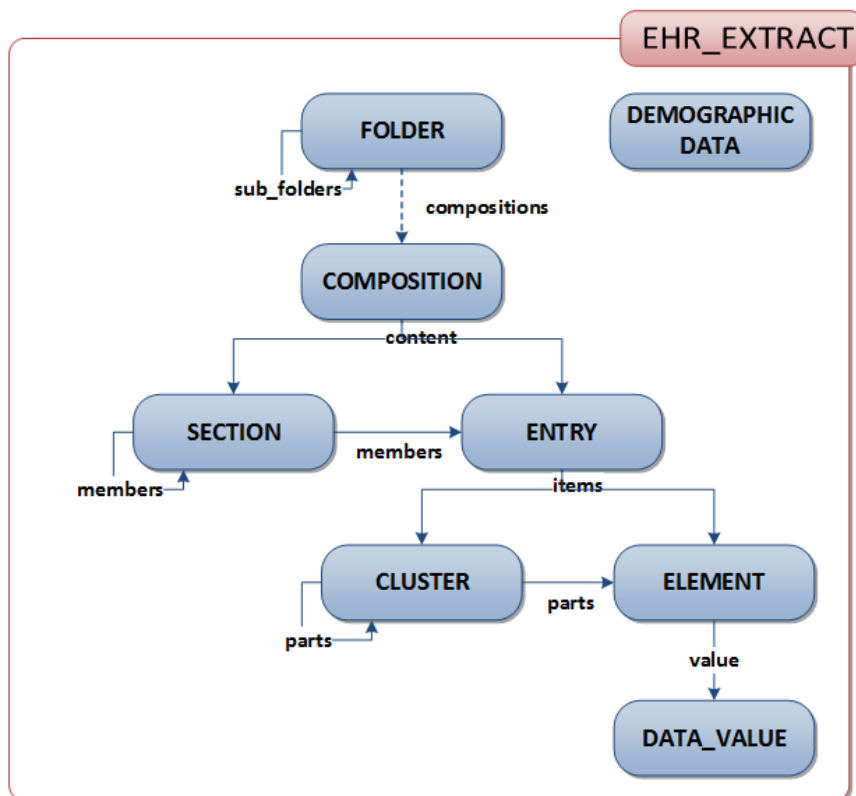 EHR_EXTRACT
FOLDER
DEMOGRAPHIC
DATA
sub_folders
compositions
COMPOSITION
content
SECTION
ENTRY
members
members
items
CLUSTER
ELEMENT
parts
parts
value
DATA_VALUE